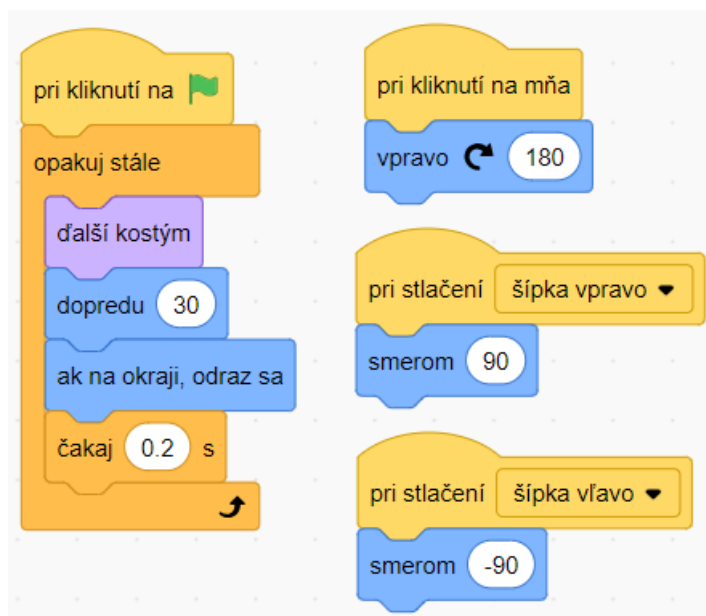 pri kliknutí na
opakuj stále
ďalší kostým
dopredu 30
ak na okraji, odraz sa
čakaj 0.2 s
pri kliknutí na mňa
vpravo 180
pri stlačení šípka vpravo
smerom 90
pri stlačení šípka vľavo
smerom -90